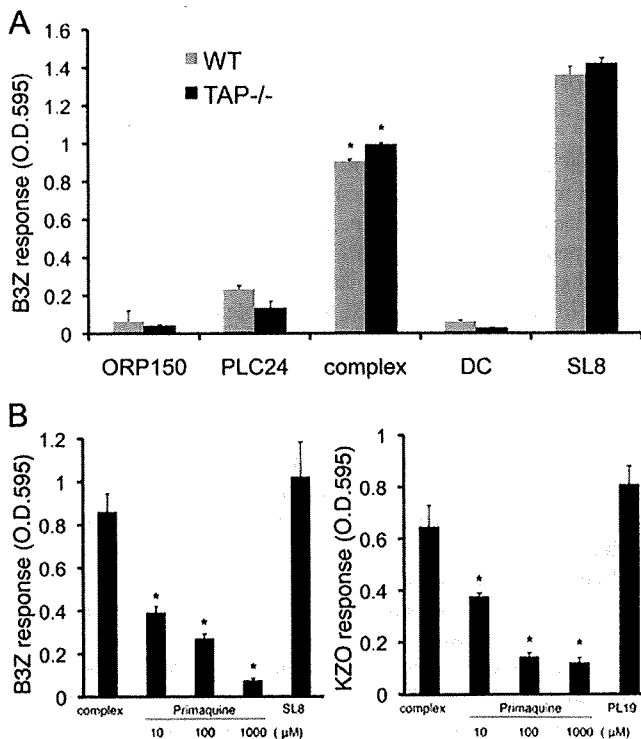 A
B3Z response (O.D.595)
1.6
1.4
1.2
1
0.8
0.6
0.4
0.2
0
WT
TAP-/-
* *
ORP150 PLC24 complex DC SL8
B
B3Z response (O.D.595)
1.2
1
0.8
0.6
0.4
0.2
0
* * *
complex Primaquine SL8
10 100 1000 ( μM)
KZO response (O.D.595)
1
0.8
0.6
0.4
0.2
0
* * *
complex Primaquine PL19
10 100 1000 ( μM)